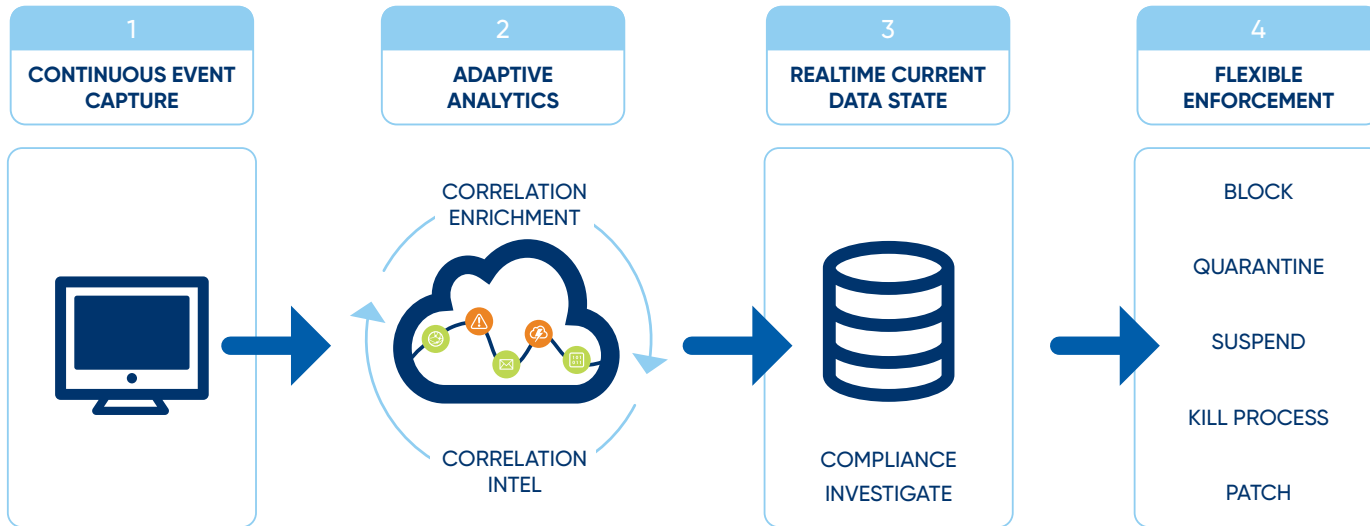 1
CONTINUOUS EVENT
CAPTURE
2
ADAPTIVE
ANALYTICS
3
REALTIME CURRENT
DATA STATE
4
FLEXIBLE
ENFORCEMENT
CORRELATION
ENRICHMENT
CORRELATION
INTEL
COMPLIANCE
INVESTIGATE
BLOCK
QUARANTINE
SUSPEND
KILL PROCESS
PATCH